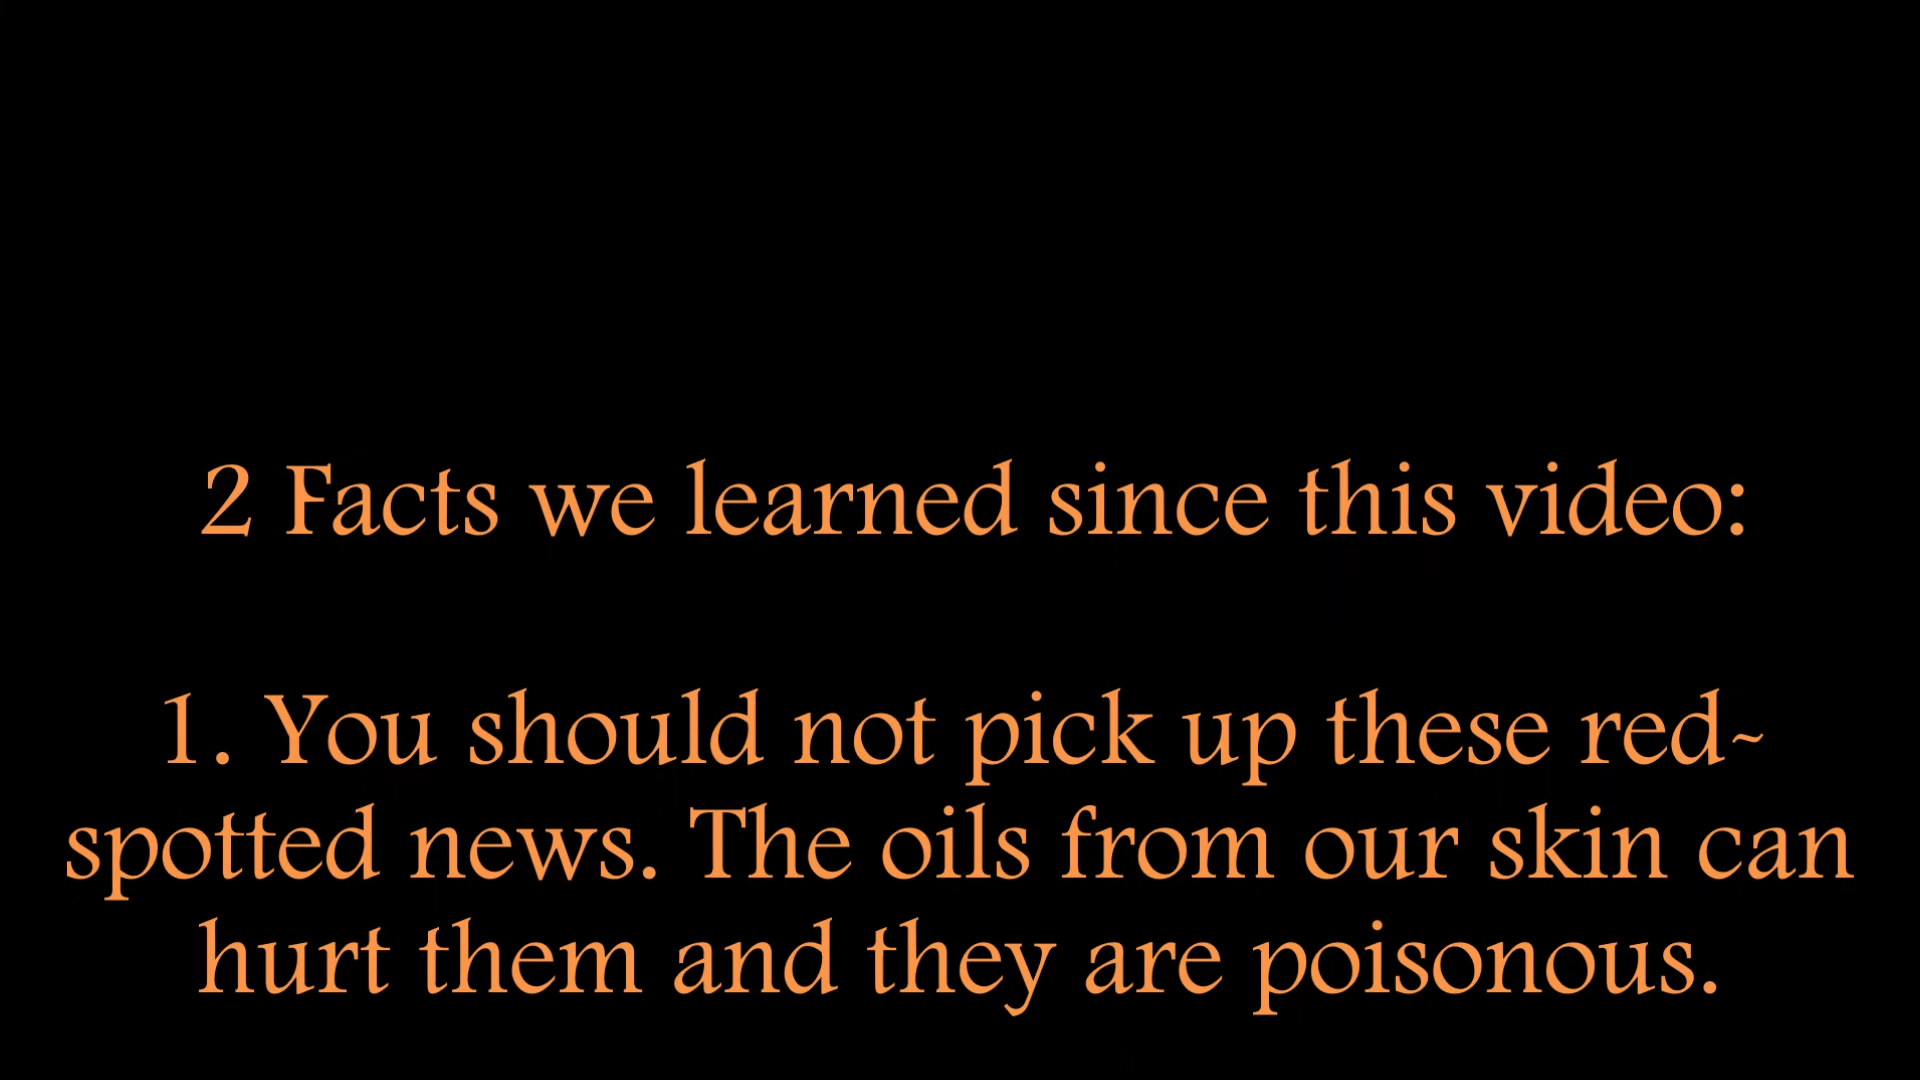 2 Facts we learned since this video:
1. You should not pick up these red-
spotted news. The oils from our skin can
hurt them and they are poisonous.